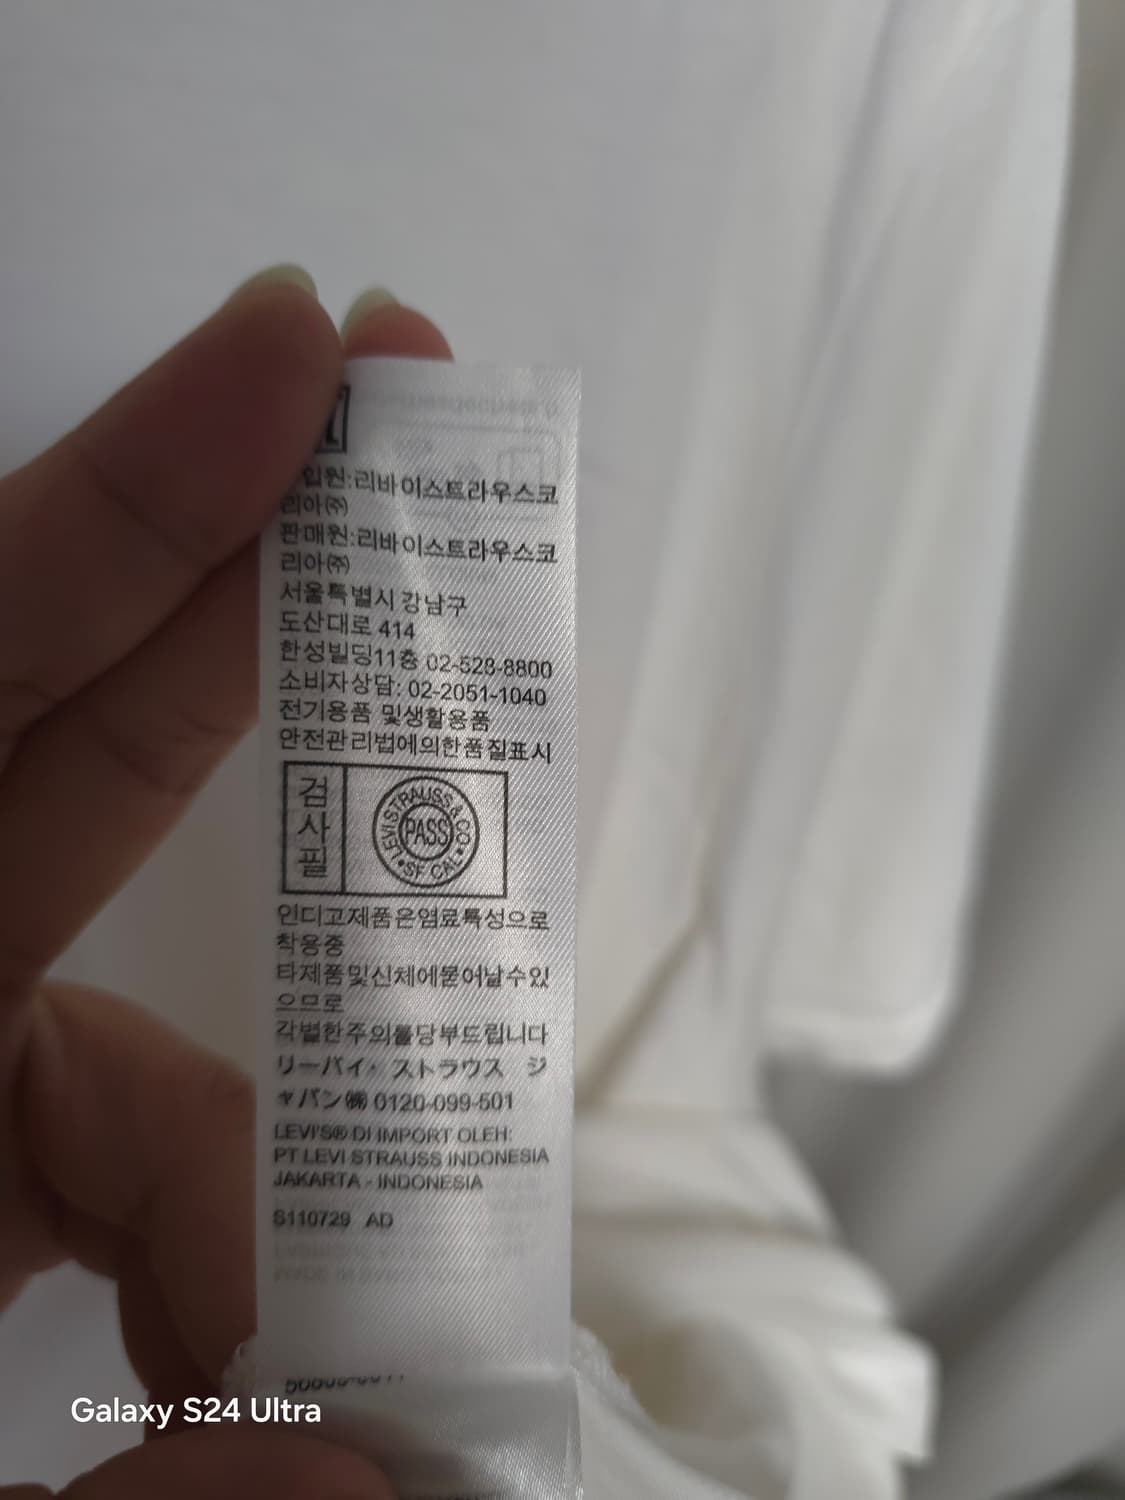 입원:리바이스트라우스코
리아㈜
판매원:리바이스트라우스코
리아㈜
서울특별시 강남구
도산대로 414
한성빌딩11층 02-528-8800
소비자상담: 02-2051-1040
전기용품 및생활용품
안전관리법에의한품질표시
검
사
필
LEVI STRAUSS & CO
PASS
SF CAL
인디고제품은염료특성으로
착용중
타제품및신체에묻어날수있
으므로
각별한주의를당부드립니다
リーバイ・ストラウス ジ
ャパン㈱ 0120-099-501
LEVI'S® DI IMPORT OLEH:
PT LEVI STRAUSS INDONESIA
JAKARTA - INDONESIA
S110729 AD
Galaxy S24 Ultra